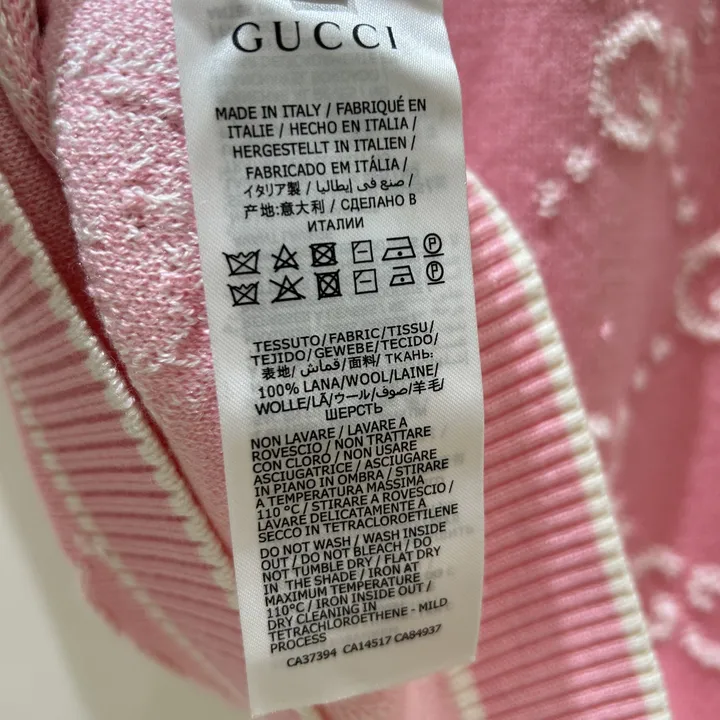 GUCCI
MADE IN ITALY / FABRIQUÉ EN
ITALIE / HECHO EN ITALIA /
HERGESTELLT IN ITALIEN /
FABRICADO EM ITÁLIA /
イタリア製 / صنع في إيطاليا /
产地:意大利 / СДЕЛАНО В
ИТАЛИИ
P
P
TESSUTO/FABRIC/TISSU/
TEJIDO/GEWEBE/TECIDO/
表地/ قماش/面料/ ТКАНЬ:
100% LANA/WOOL/LAINE/
WOLLE/LÃ/ウール/صوف/羊毛/
ШЕРСТЬ
NON LAVARE / LAVARE A
ROVESCIO / NON TRATTARE
CON CLORO / NON USARE
ASCIUGATRICE / ASCIUGARE
IN PIANO IN OMBRA / STIRARE
A TEMPERATURA MASSIMA
110 °C / STIRARE A ROVESCIO /
LAVARE DELICATAMENTE A
SECCO IN TETRACLOROETILENE
DO NOT WASH / WASH INSIDE
OUT / DO NOT BLEACH / DO
NOT TUMBLE DRY / FLAT DRY
IN THE SHADE / IRON AT
MAXIMUM TEMPERATURE
110°C / IRON INSIDE OUT /
DRY CLEANING IN
TETRACHLOROETHENE - MILD
PROCESS
CA37394 CA14517 CA84937